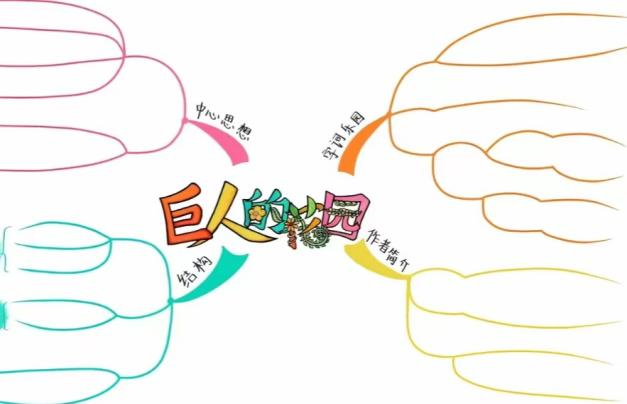 中心思想
字词乐园
巨人的花园
结构
作者简介